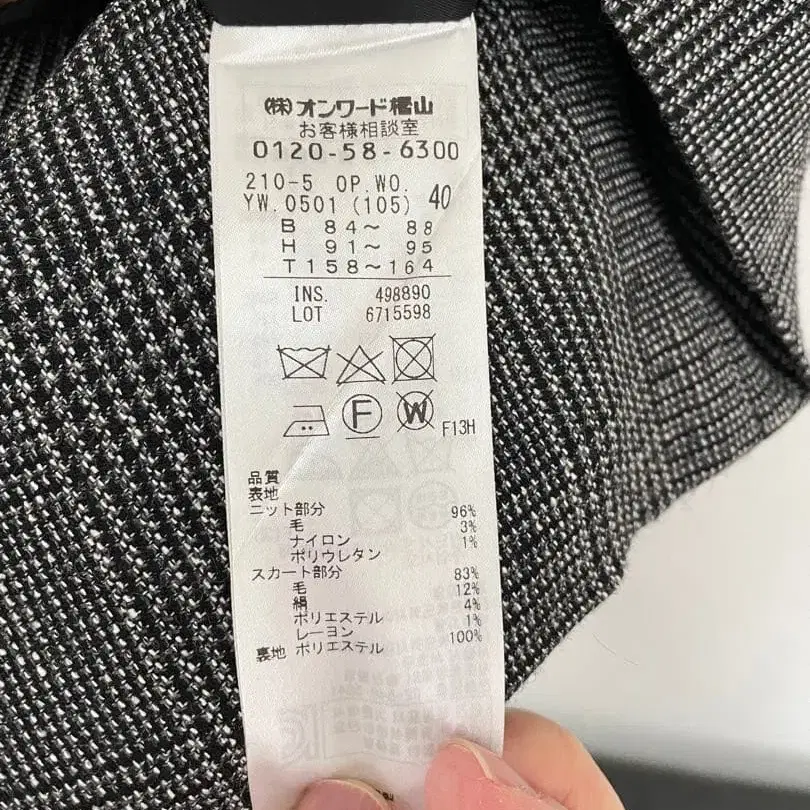 (株)オンワード樫山
お客様相談室
0120-58-6300
210-5 OP.WO.
YW.0501 (105) 40
B 84~ 88
H 91~ 95
T158~164
INS. 498890
LOT 6715598
F W F13H
品質
表地
ニット部分
毛 96%
ナイロン 3%
ポリウレタン 1%
スカート部分
毛 83%
絹 12%
ポリエステル 4%
レーヨン 1%
裏地 ポリエステル 100%